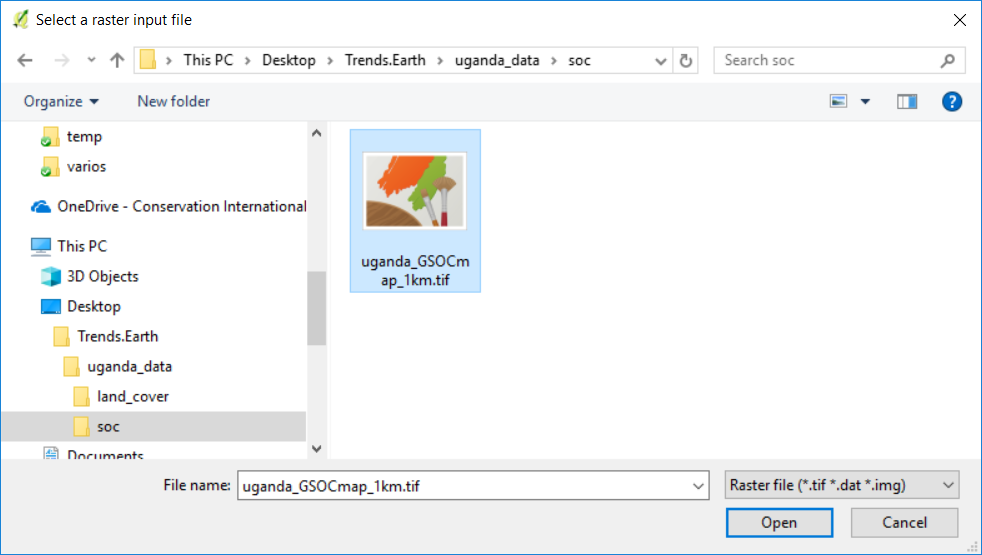 Select a raster input file
This PC > Desktop > Trends.Earth > uganda_data > soc
Search soc
Organize
New folder
?
temp
varios
OneDrive - Conservation International
This PC
3D Objects
Desktop
Trends.Earth
uganda_data
land_cover
soc
Documents
uganda_GSOCm
ap_1km.tif
File name: uganda_GSOCmap_1km.tif
Raster file (*.tif *.dat *.img)
Open
Cancel